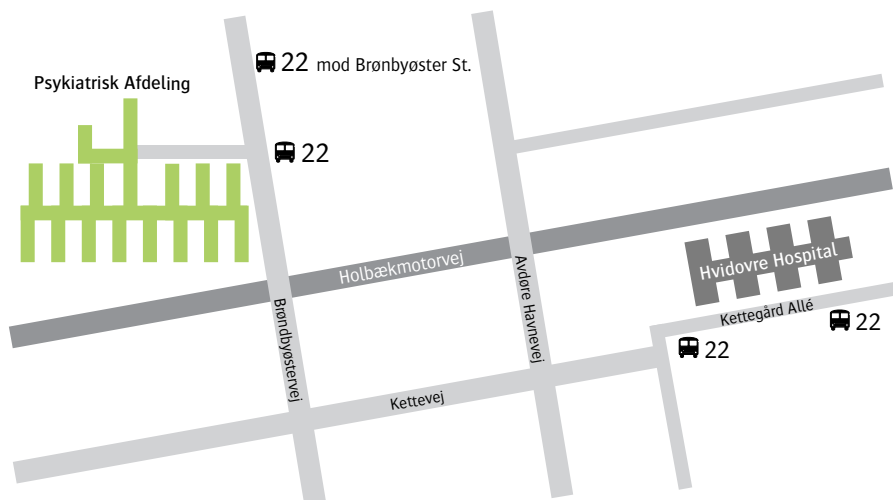 22 mod Brønbyøster St.
Psykiatrisk Afdeling
22
Holbækmotorvej
Hvidovre Hospital
Avdøre Havnevej
Brøndbyøstervej
Kettegård Allé
22
22
Kettevej